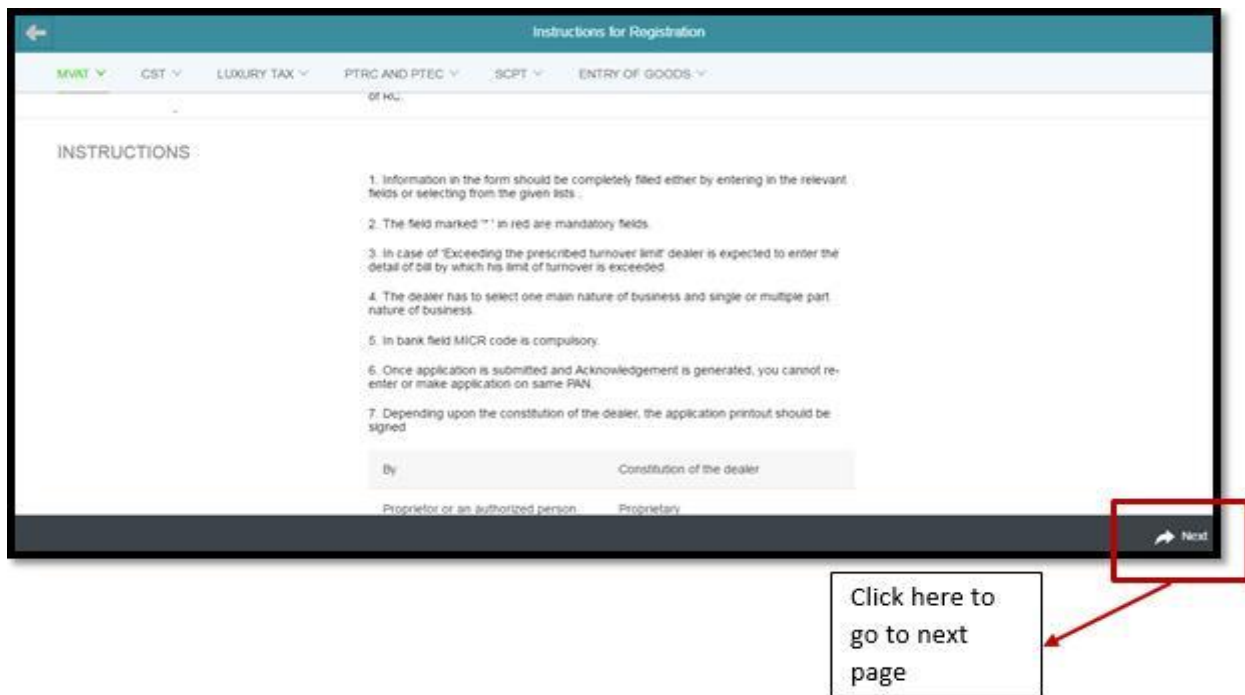 Instructions for Registration
MVAT CST LUXURY TAX PTRC AND PTEC SCPT ENTRY OF GOODS
of RC.
INSTRUCTIONS
1. Information in the form should be completely filled either by entering in the relevant
fields or selecting from the given lists .
2. The field marked '*' in red are mandatory fields.
3. In case of 'Exceeding the prescribed turnover limit' dealer is expected to enter the
detail of bill by which his limit of turnover is exceeded.
4. The dealer has to select one main nature of business and single or multiple part
nature of business.
5. In bank field MICR code is compulsory.
6. Once application is submitted and Acknowledgement is generated, you cannot re-
enter or make application on same PAN.
7. Depending upon the constitution of the dealer, the application printout should be
signed
By Constitution of the dealer
Proprietor or an authorized person. Proprietary
Next
Click here to
go to next
page